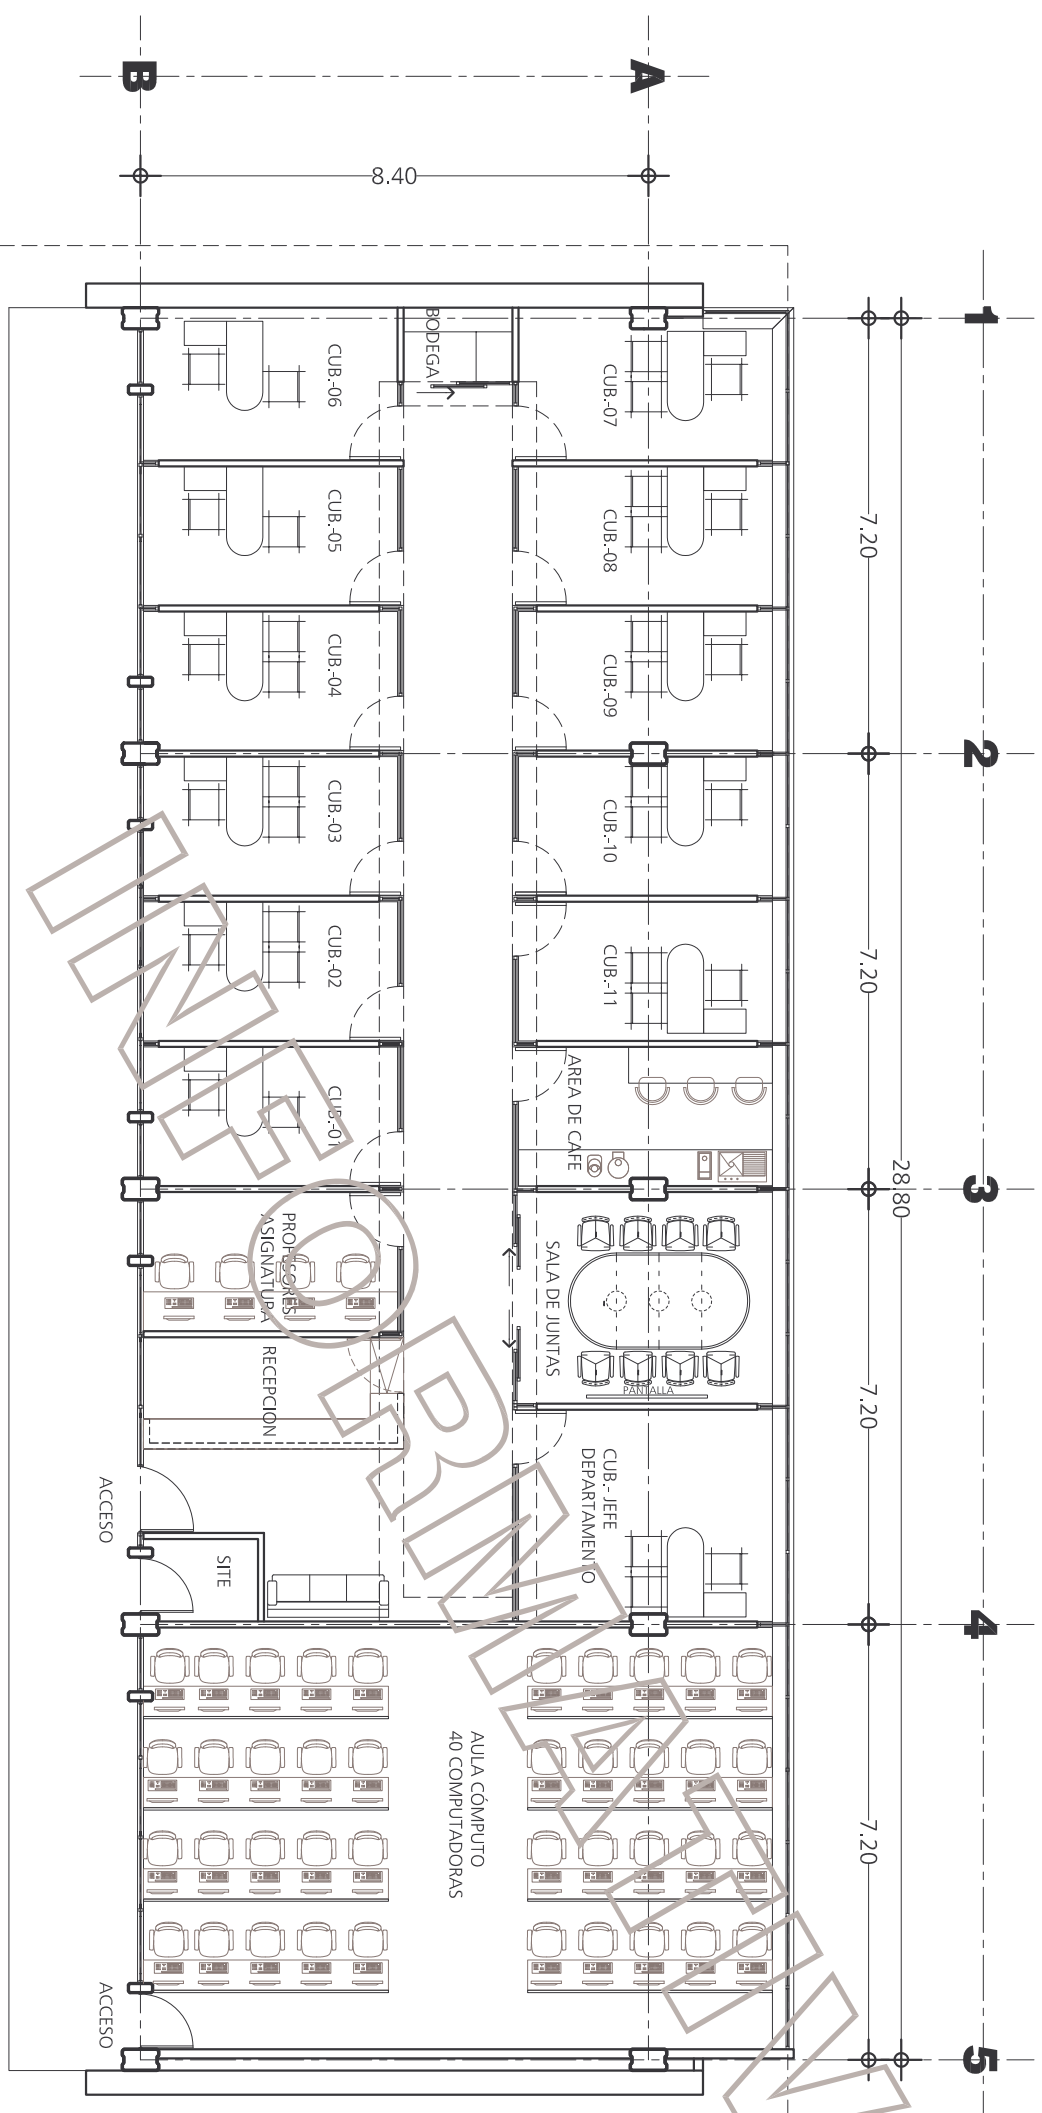 B
A
8.40
1
2
3
4
5
7.20
7.20
7.20
7.20
28.80
BODEGA
CUB.-06
CUB.-07
CUB.-05
CUB.-08
CUB.-04
CUB.-09
CUB.-03
CUB.-10
CUB.-02
CUB.-11
CUB.-01
AREA DE CAFE
PROFESORES
ASIGNATURA
SALA DE JUNTAS
PANTALLA
RECEPCION
CUB.- JEFE
DEPARTAMENTO
ACCESO
SITE
AULA CÓMPUTO
40 COMPUTADORAS
ACCESO
INFORMATIV